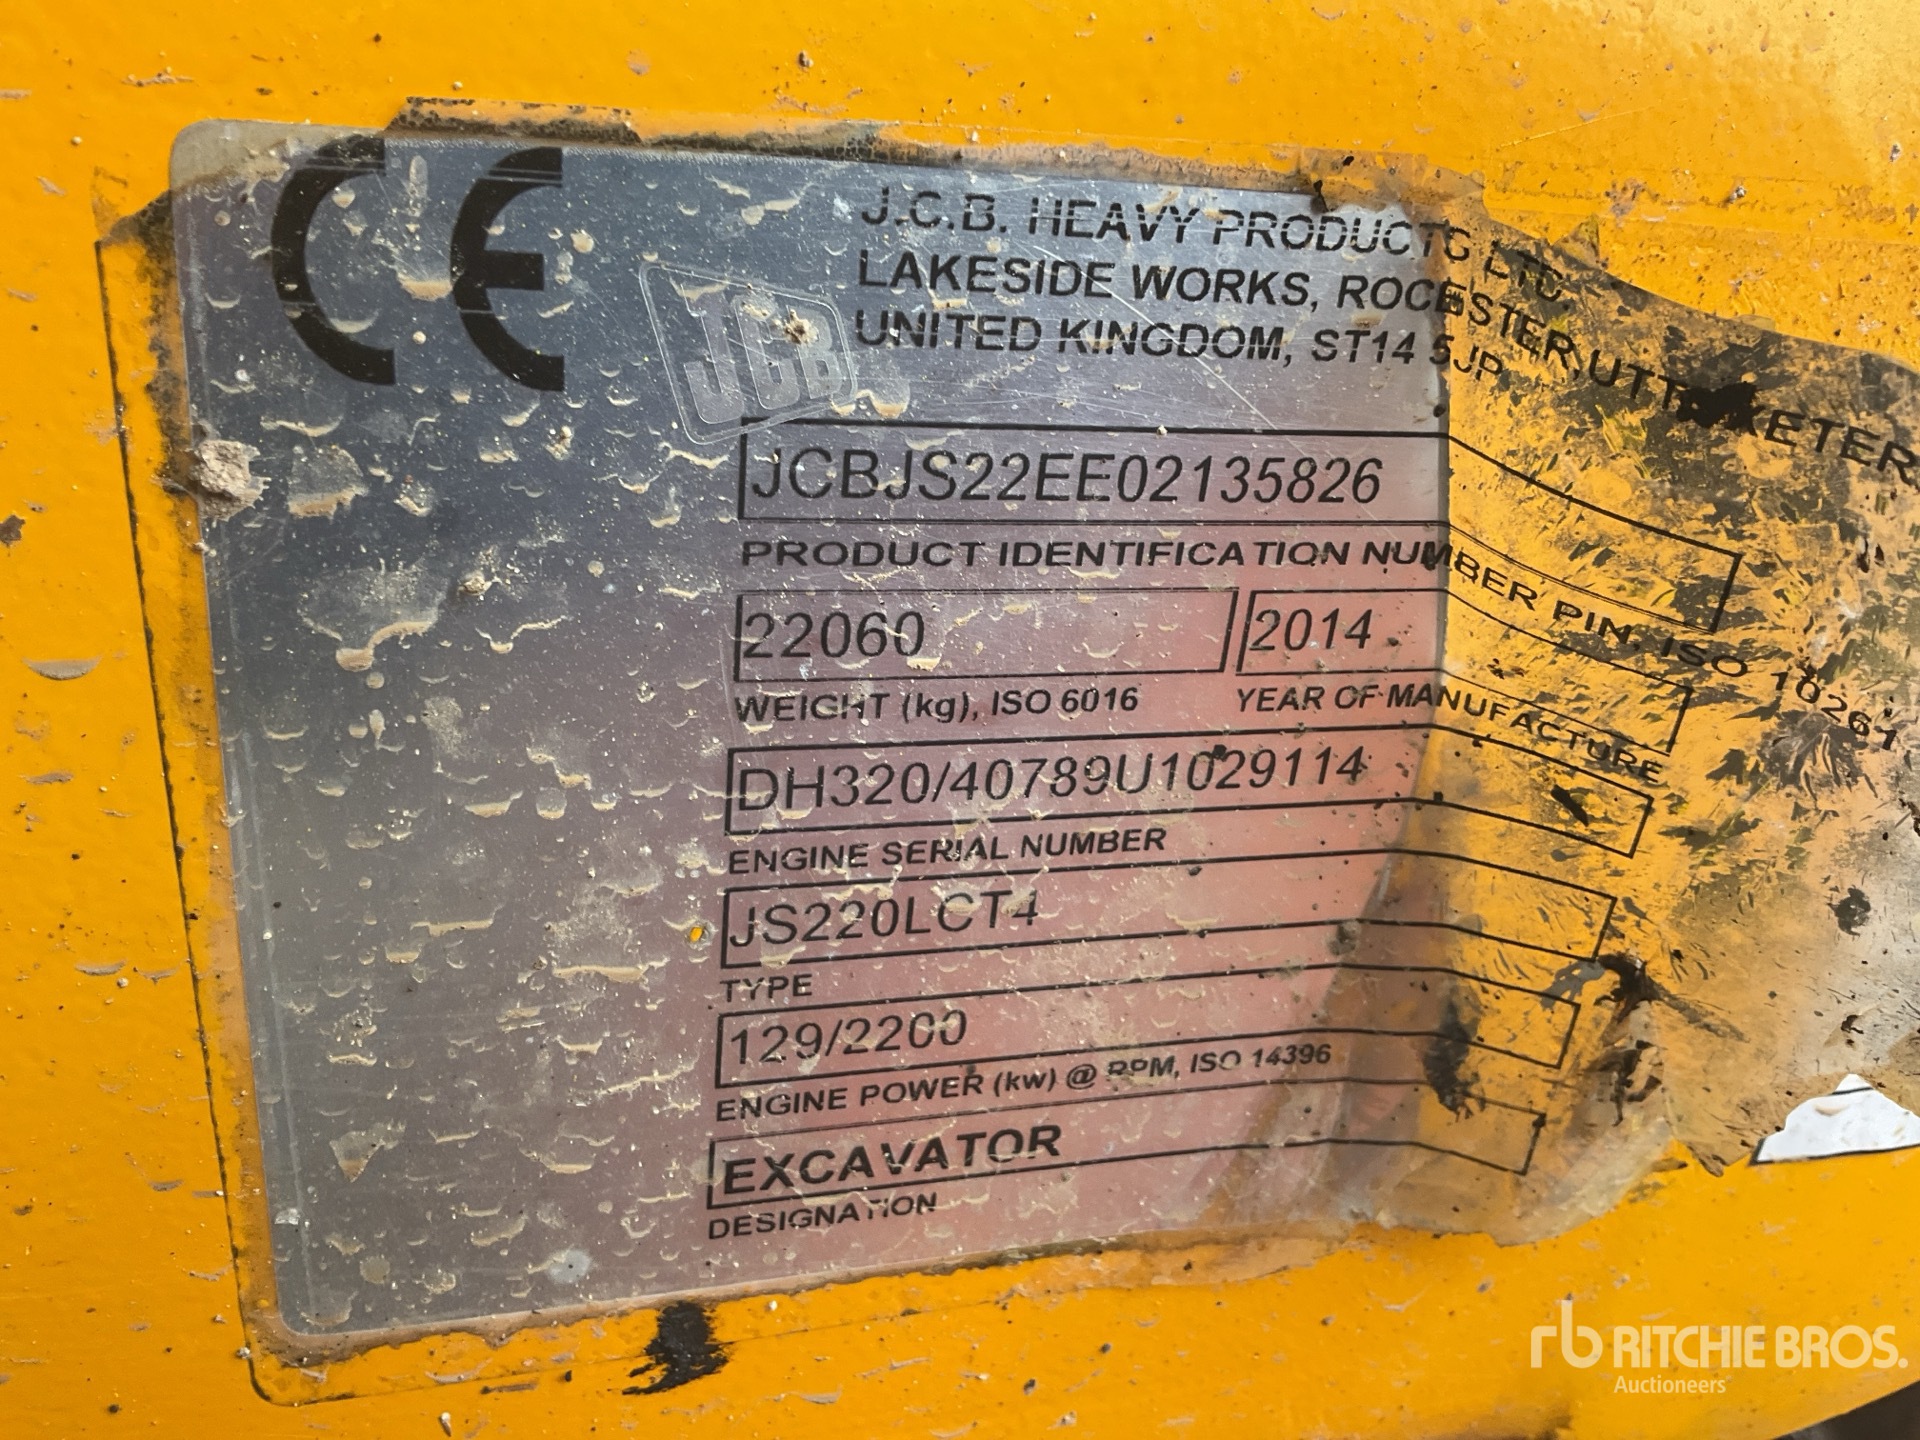 CE
JCB
J.C.B. HEAVY PRODUCTS LTD,
LAKESIDE WORKS, ROCESTER, UTTOXETER,
UNITED KINGDOM, ST14 5JP
JCBJS22EE02135826
PRODUCT IDENTIFICATION NUMBER PIN, ISO 10261
22060 2014
WEIGHT (kg), ISO 6016 YEAR OF MANUFACTURE
DH320/40789U1029114
ENGINE SERIAL NUMBER
JS220LCT4
TYPE
129/2200
ENGINE POWER (kw) @ RPM, ISO 14396
EXCAVATOR
DESIGNATION
rb RITCHIE BROS.
Auctioneers